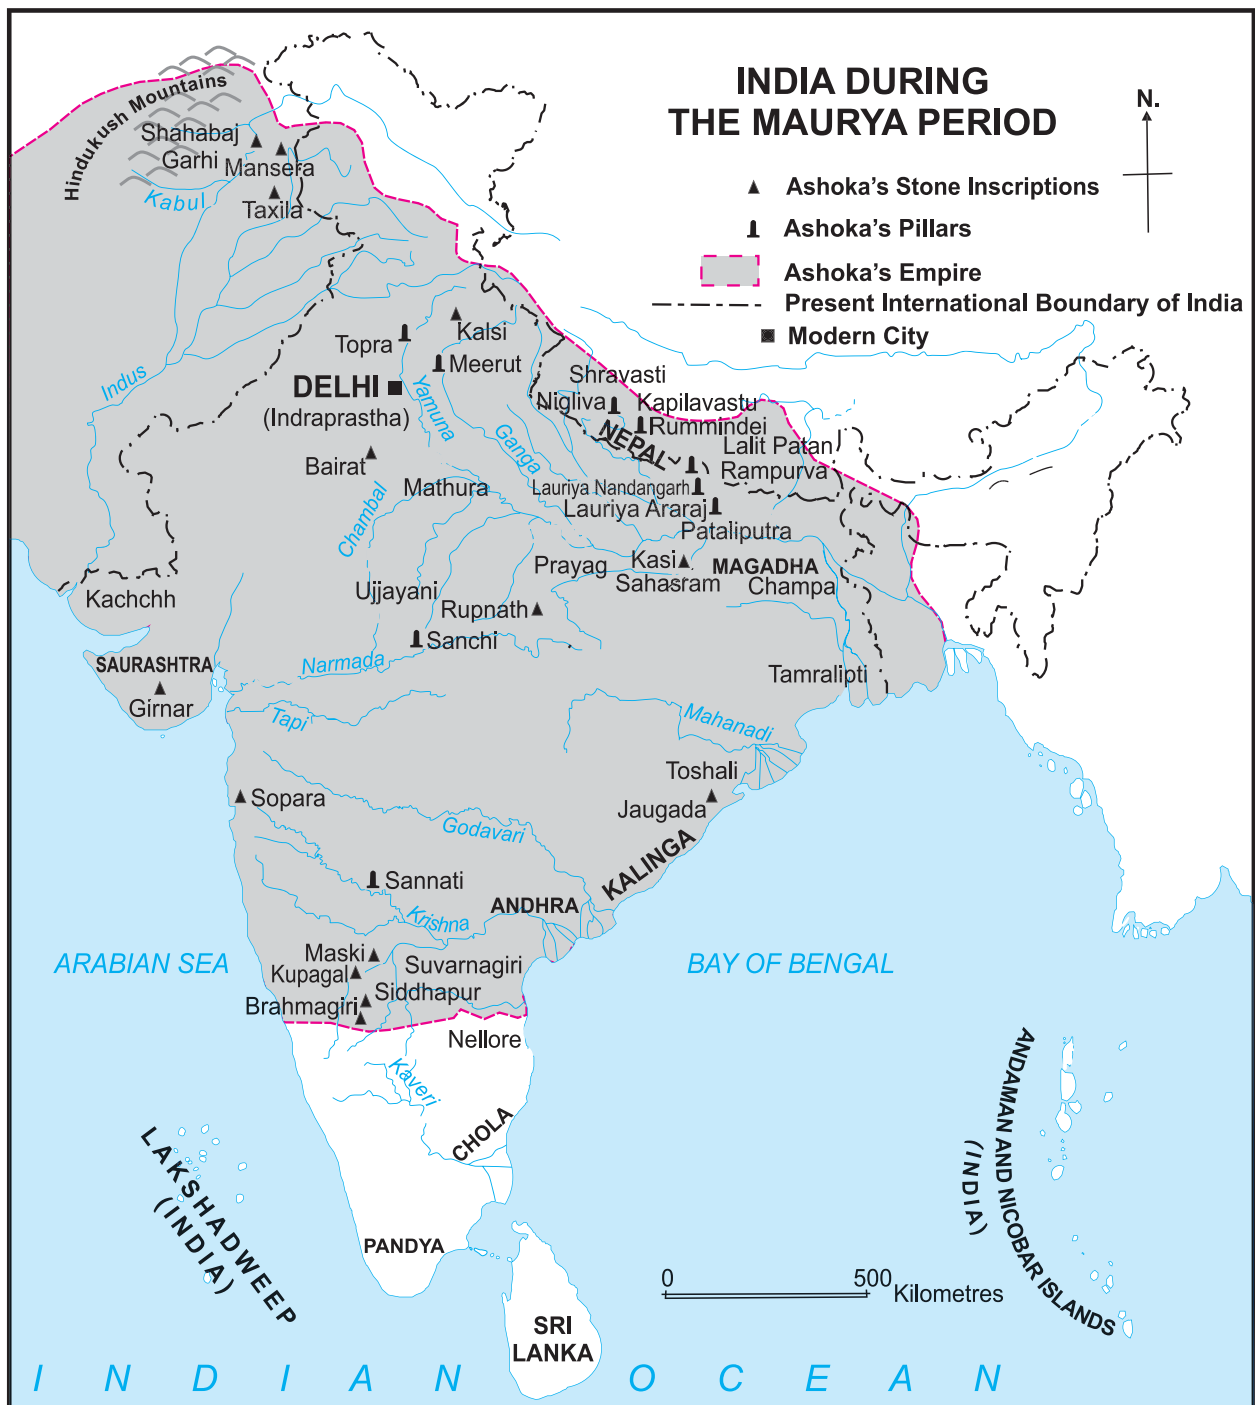 INDIA DURING
THE MAURYA PERIOD
N.
Ashoka's Stone Inscriptions
Ashoka's Pillars
Ashoka's Empire
Present International Boundary of India
Modern City
Hindukush Mountains
Shahabaj
Garhi
Mansera
Kabul
Taxila
Indus
Topra
Kalsi
Meerut
DELHI
(Indraprastha)
Yamuna
Ganga
Shravasti
Nigliva
Kapilavastu
Rummindei
NEPAL
Lalit Patan
Rampurva
Bairat
Mathura
Lauriya Nandangarh
Lauriya Araraj
Chambal
Pataliputra
Prayag
Kasi
MAGADHA
Sahasram
Champa
Kachchh
Ujjayani
Rupnath
Sanchi
SAURASHTRA
Narmada
Girnar
Tamralipti
Tapi
Mahanadi
Toshali
Sopara
Jaugada
Godavari
KALINGA
Sannati
ANDHRA
Krishna
ARABIAN SEA
Maski
Suvarnagiri
BAY OF BENGAL
Kupagal
Siddhapur
Brahmagiri
Nellore
Kaveri
CHOLA
LAKSHADWEEP
(INDIA)
ANDAMAN AND NICOBAR ISLANDS
(INDIA)
PANDYA
0 500 Kilometres
SRI
LANKA
INDIAN OCEAN